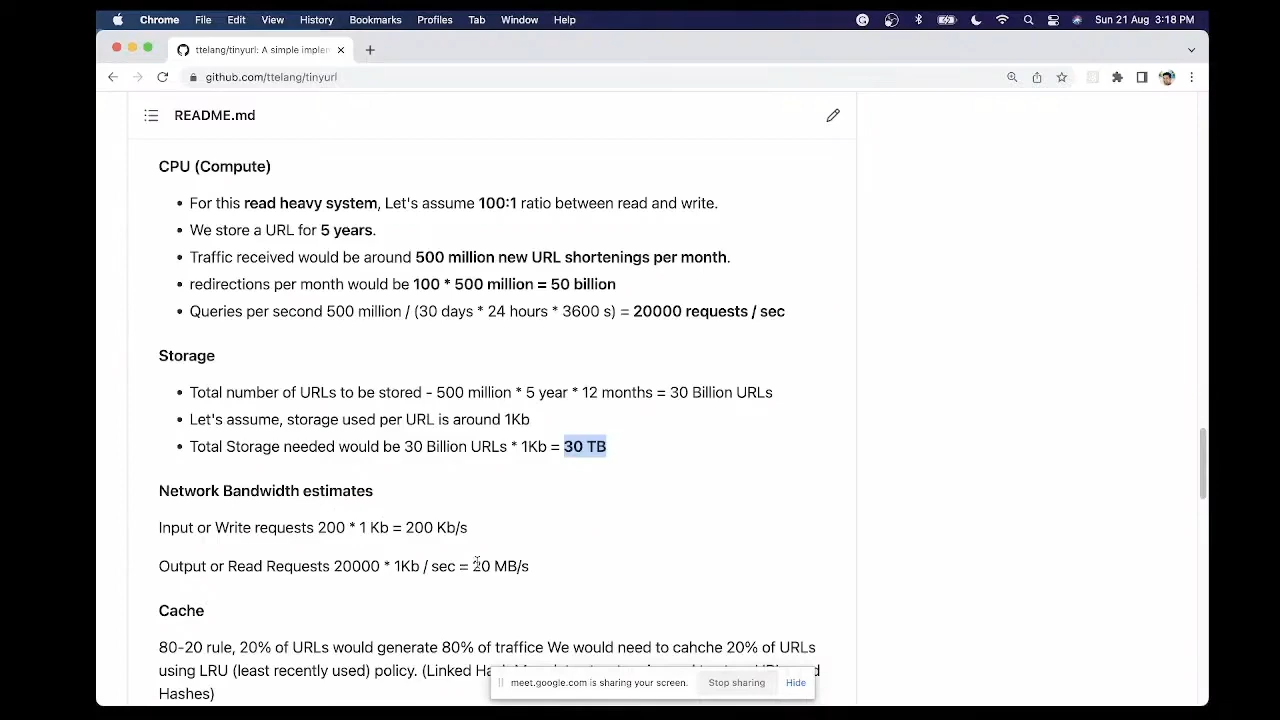 Chrome File Edit View History Bookmarks Profiles Tab Window Help Sun 21 Aug 3:18 PM
ttelang/tinyurl: A simple implem
github.com/ttelang/tinyurl
README.md
CPU (Compute)
• For this read heavy system, Let's assume 100:1 ratio between read and write.
• We store a URL for 5 years.
• Traffic received would be around 500 million new URL shortenings per month.
• redirections per month would be 100 * 500 million = 50 billion
• Queries per second 500 million / (30 days * 24 hours * 3600 s) = 20000 requests / sec
Storage
• Total number of URLs to be stored - 500 million * 5 year * 12 months = 30 Billion URLs
• Let's assume, storage used per URL is around 1Kb
• Total Storage needed would be 30 Billion URLs * 1Kb = 30 TB
Network Bandwidth estimates
Input or Write requests 200 * 1 Kb = 200 Kb/s
Output or Read Requests 20000 * 1Kb / sec = 20 MB/s
Cache
80-20 rule, 20% of URLs would generate 80% of traffice We would need to cahche 20% of URLs
using LRU (least recently used) policy. (Linked
Hashes)
meet.google.com is sharing your screen. Stop sharing Hide